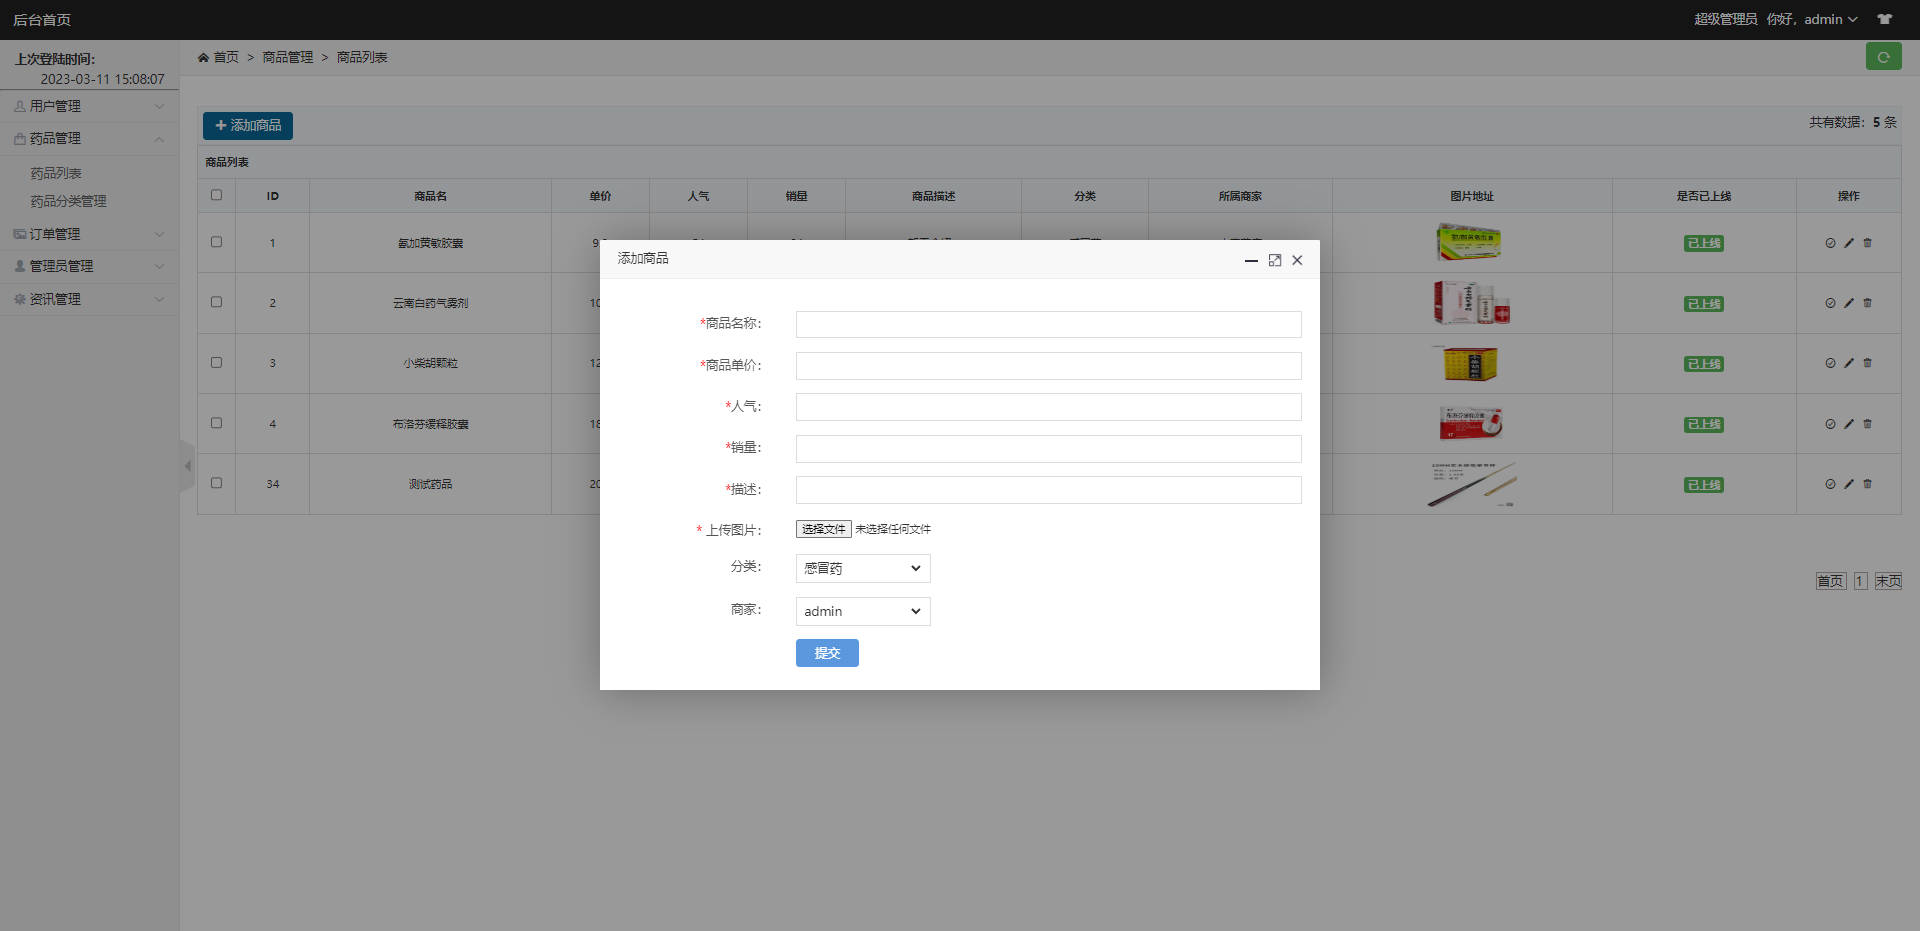 后台首页
超级管理员 你好，admin
上次登陆时间：
2023-03-11 15:08:07
用户管理
药品管理
药品列表
药品分类管理
订单管理
管理员管理
资讯管理
首页 > 商品管理 > 商品列表
添加商品
共有数据：5 条
商品列表
ID 商品名 单价 人气 销量 商品描述 分类 所属商家 图片地址 是否已上线 操作
1 氨加黄敏胶囊 已上线
2 云南白药气雾剂 10 已上线
3 小柴胡颗粒 12 已上线
4 布洛芬缓释胶囊 18 已上线
34 测试药品 20 已上线
首页 1 末页
添加商品
*商品名称：
*商品单价：
*人气：
*销量：
*描述：
* 上传图片： 选择文件 未选择任何文件
分类： 感冒药
商家： admin
提交